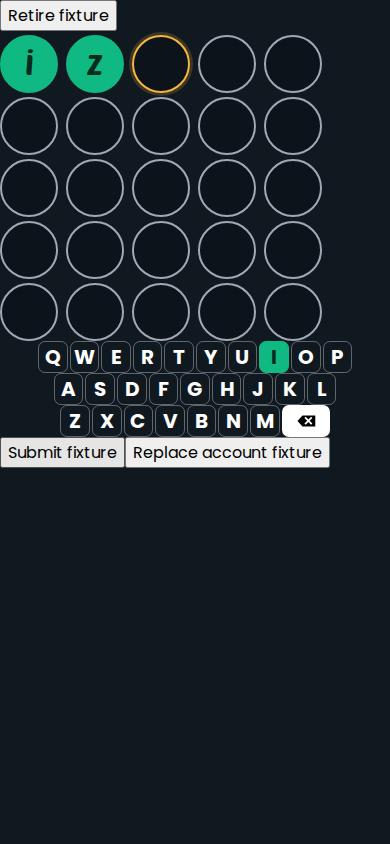 Retire fixture
i z
Q W E R T Y U I O P
A S D F G H J K L
Z X C V B N M
Submit fixture Replace account fixture